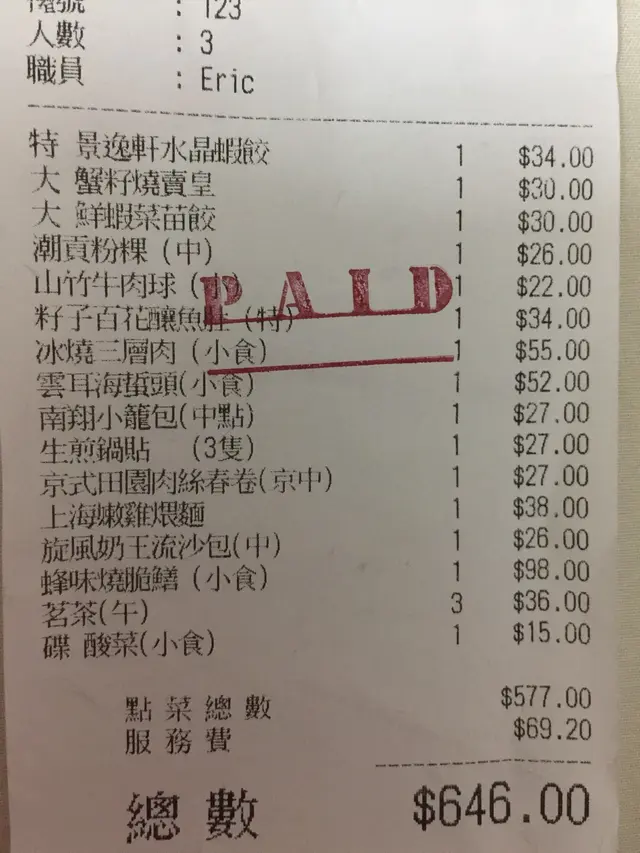 : 123
人數 : 3
職員 : Eric
特 景逸軒水晶蝦餃 1 $34.00
大 蟹籽燒賣皇 1 $30.00
大 鮮蝦菜苗餃 1 $30.00
潮貢粉粿 (中) 1 $26.00
山竹牛肉球 (小) 1 $22.00
籽子百花釀魚肚 (特) 1 $34.00
PAID
冰燒三層肉 (小食) 1 $55.00
雲耳海蜇頭(小食) 1 $52.00
南翔小籠包(中點) 1 $27.00
生煎鍋貼 (3隻) 1 $27.00
京式田園肉絲春卷(京中) 1 $27.00
上海嫩雞煨麵 1 $38.00
旋風奶王流沙包(中) 1 $26.00
蜂味燒脆鱔 (小食) 1 $98.00
茗茶(午) 3 $36.00
碟 酸菜(小食) 1 $15.00
點菜總數 $577.00
服務費 $69.20
總數 $646.00